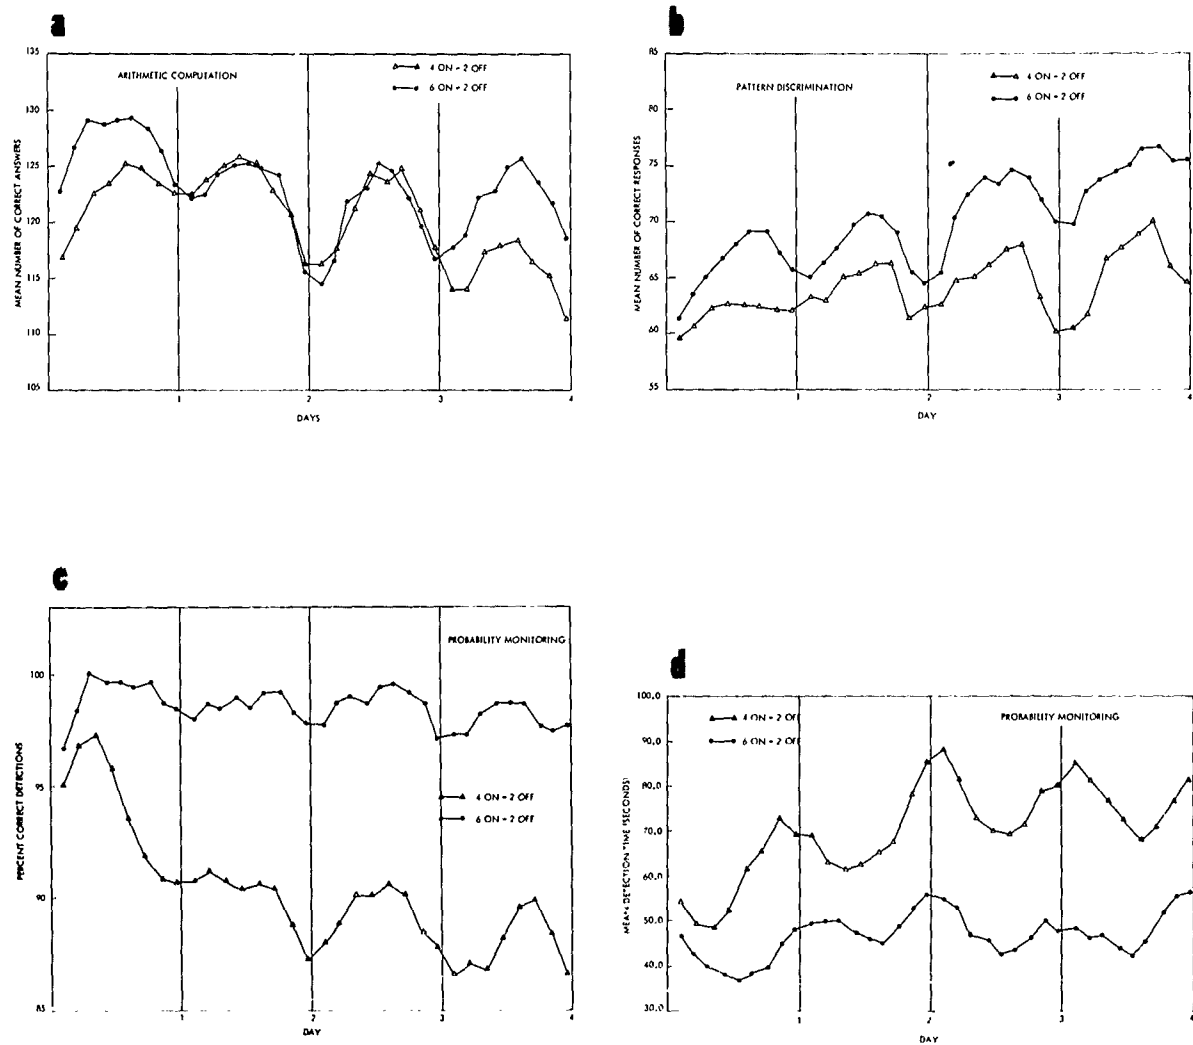 a
135
130
125
120
115
110
105
MEAN NUMBER OF CORRECT ANSWERS
ARITHMETIC COMPUTATION
4 ON - 2 OFF
6 ON - 2 OFF
1
2
3
4
DAYS
b
85
80
75
70
65
60
55
MEAN NUMBER OF CORRECT RESPONSES
PATTERN DISCRIMINATION
4 ON - 2 OFF
6 ON - 2 OFF
1
2
3
4
DAY
c
100
95
90
85
PERCENT CORRECT DETECTIONS
PROBABILITY MONITORING
4 ON - 2 OFF
6 ON - 2 OFF
1
2
3
4
DAY
d
100.0
90.0
80.0
70.0
60.0
50.0
40.0
30.0
MEAN DETECTION TIME (SECONDS)
4 ON - 2 OFF
6 ON - 2 OFF
PROBABILITY MONITORING
1
2
3
4
DAY